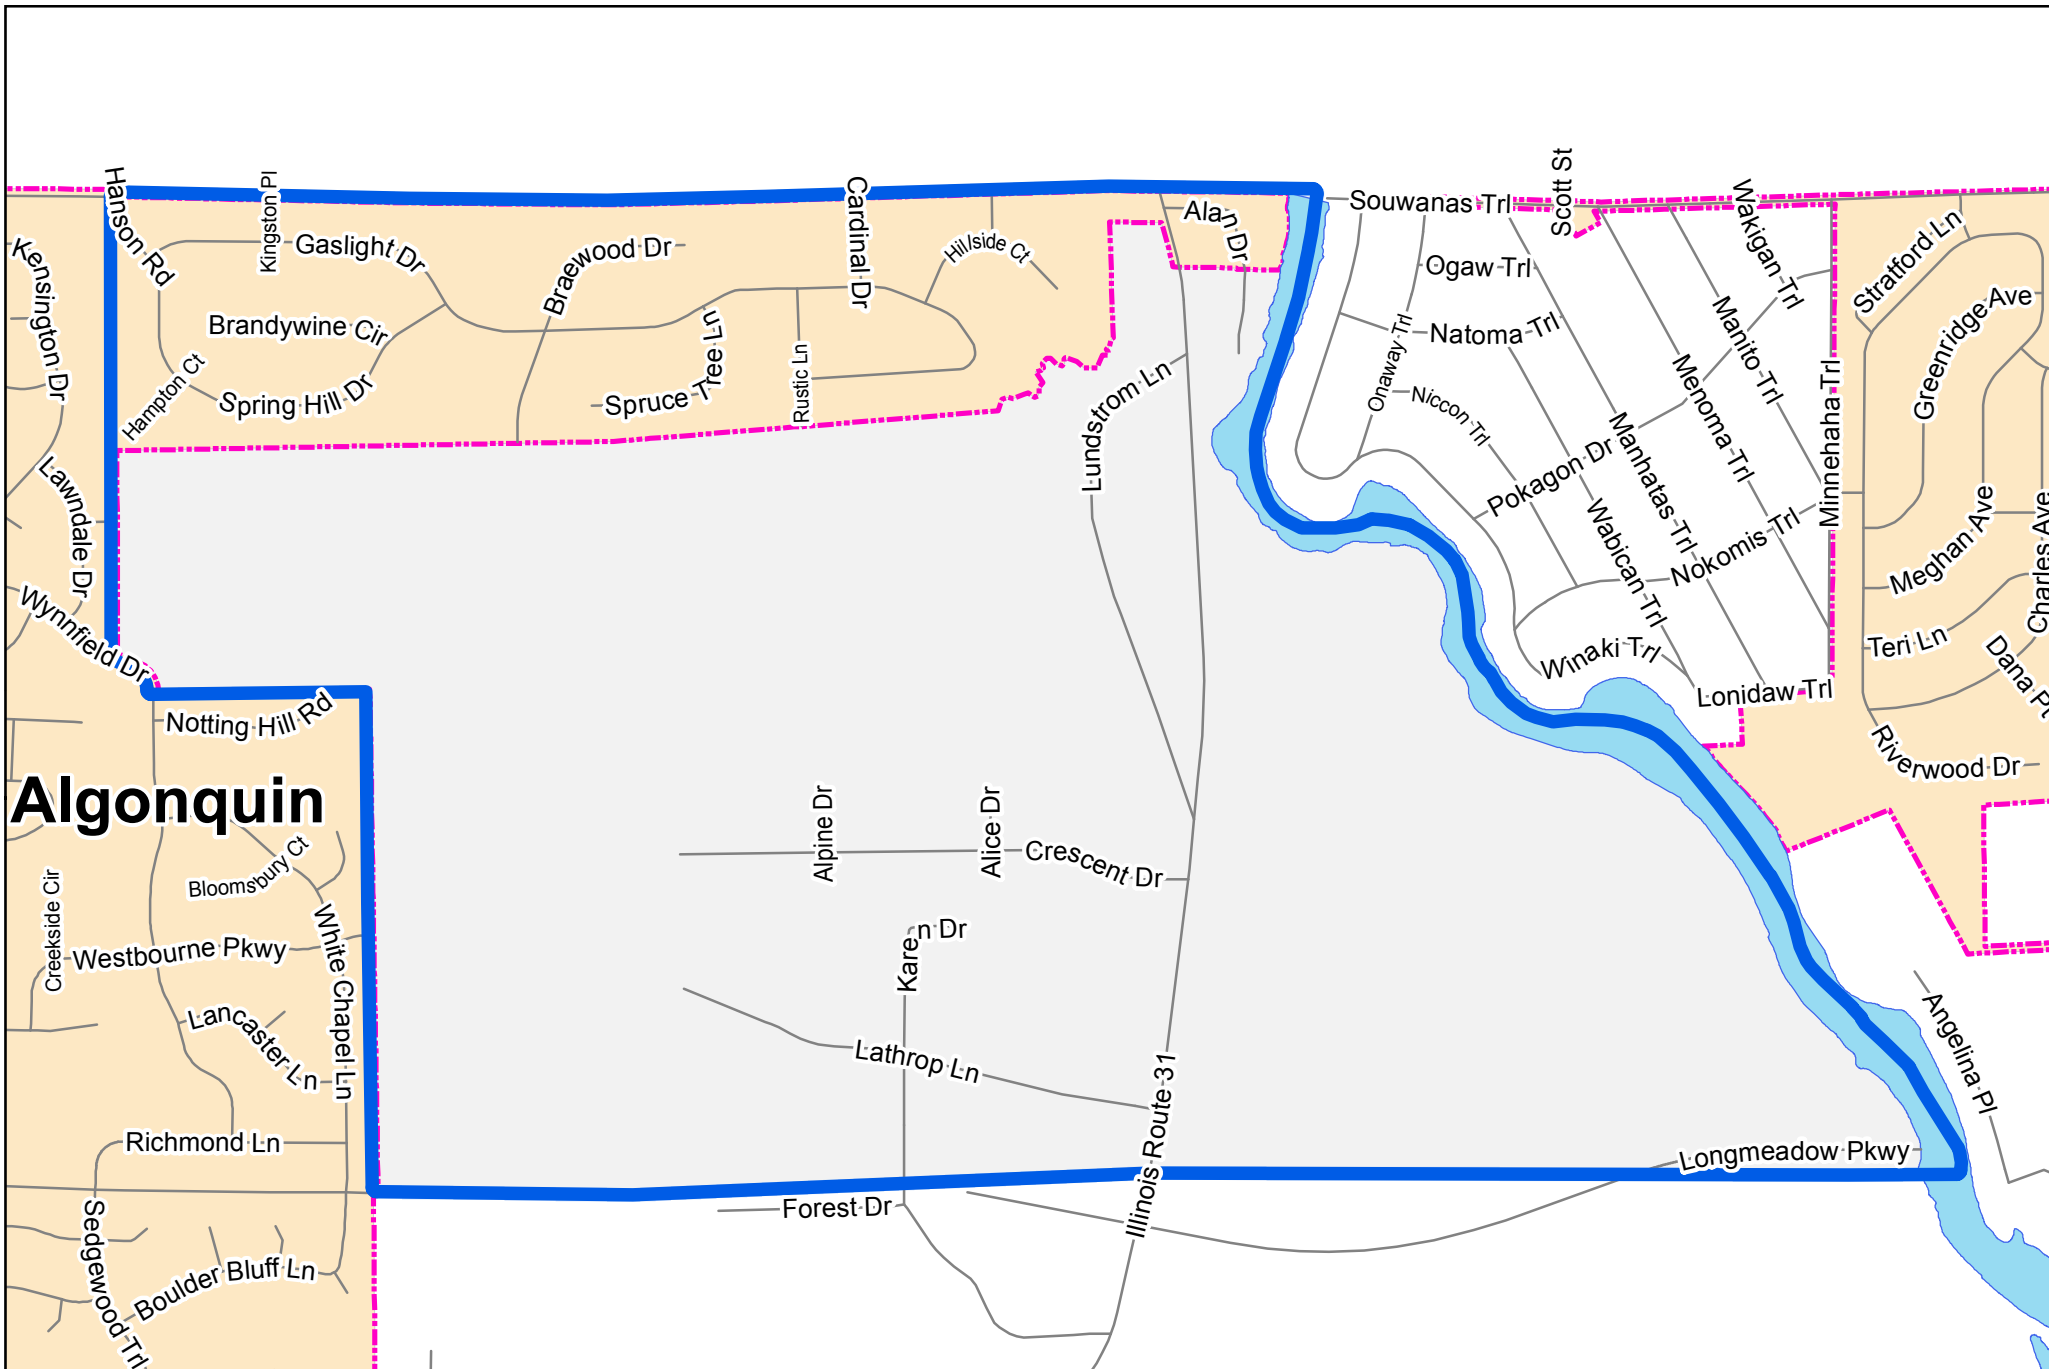 Hanson Rd
Kingston Pl
Cardinal Dr
Alan Dr
Souwanas Trl
Scott St
Wakigan Trl
Stratford Ln
Kensington Dr
Gaslight Dr
Braewood Dr
Hillside Ct
Ogaw Trl
Greenridge Ave
Brandywine Cir
Spruce Tree Ln
Rustic Ln
Onaway Trl
Natoma Trl
Manito Trl
Minnehaha Trl
Hampton Ct
Spring Hill Dr
Lundstrom Ln
Niccon Trl
Menoma Trl
Manhatas Trl
Lawndale Dr
Pokagon Dr
Wabican Trl
Nokomis Trl
Meghan Ave
Charles Ave
Wynnfield Dr
Winaki Trl
Teri Ln
Dana Pt
Lonidaw Trl
Notting Hill Rd
Riverwood Dr
Algonquin
Alpine Dr
Alice Dr
Crescent Dr
Bloomsbury Ct
Creekside Cir
Westbourne Pkwy
White Chapel Ln
Karen Dr
Lancaster Ln
Lathrop Ln
Angelina Pl
Illinois Route 31
Richmond Ln
Longmeadow Pkwy
Forest Dr
Sedgewood Trl
Boulder Bluff Ln